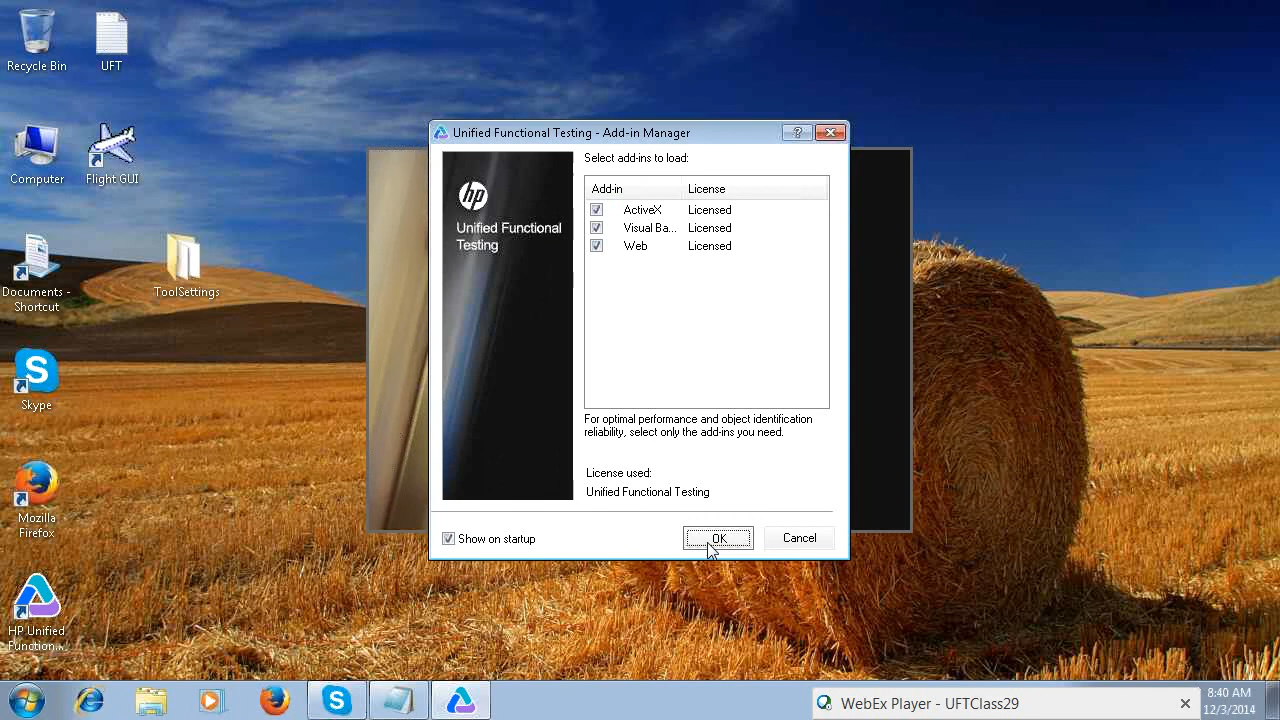 Recycle Bin
UFT
Computer
Flight GUI
Documents -
Shortcut
ToolSettings
Skype
Mozilla
Firefox
HP Unified
Function...
Unified Functional Testing - Add-in Manager
?
hp
Unified Functional
Testing
Select add-ins to load:
Add-in License
ActiveX Licensed
Visual Ba... Licensed
Web Licensed
For optimal performance and object identification
reliability, select only the add-ins you need.
License used:
Unified Functional Testing
Show on startup
OK
Cancel
WebEx Player - UFTClass29
8:40 AM
12/3/2014